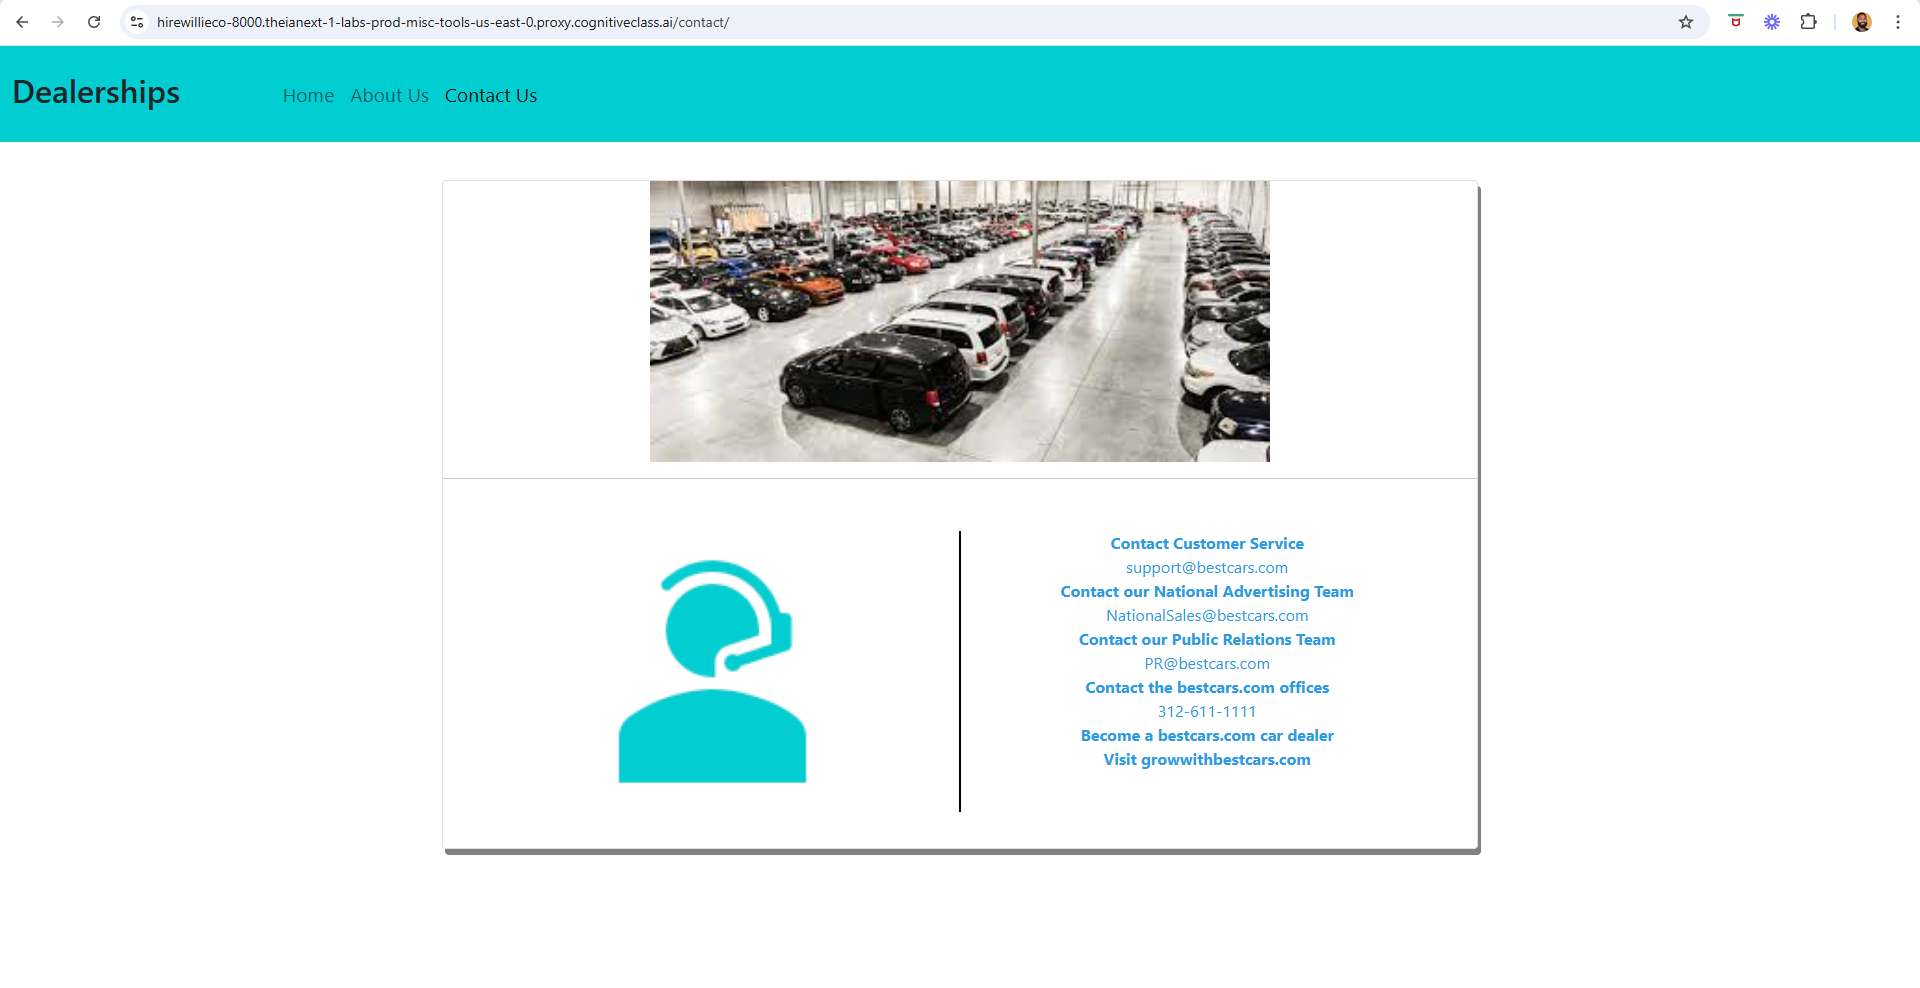 hirewillieco-8000.theianext-1-labs-prod-misc-tools-us-east-0.proxy.cognitiveclass.ai/contact/
Dealerships Home About Us Contact Us
Contact Customer Service
support@bestcars.com
Contact our National Advertising Team
NationalSales@bestcars.com
Contact our Public Relations Team
PR@bestcars.com
Contact the bestcars.com offices
312-611-1111
Become a bestcars.com car dealer
Visit growwithbestcars.com